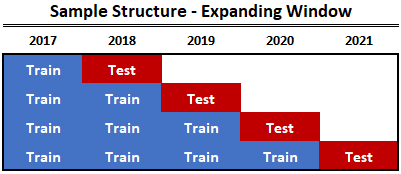 Sample Structure - Expanding Window
2017 2018 2019 2020 2021
Train Test
Train Train Test
Train Train Train Test
Train Train Train Train Test